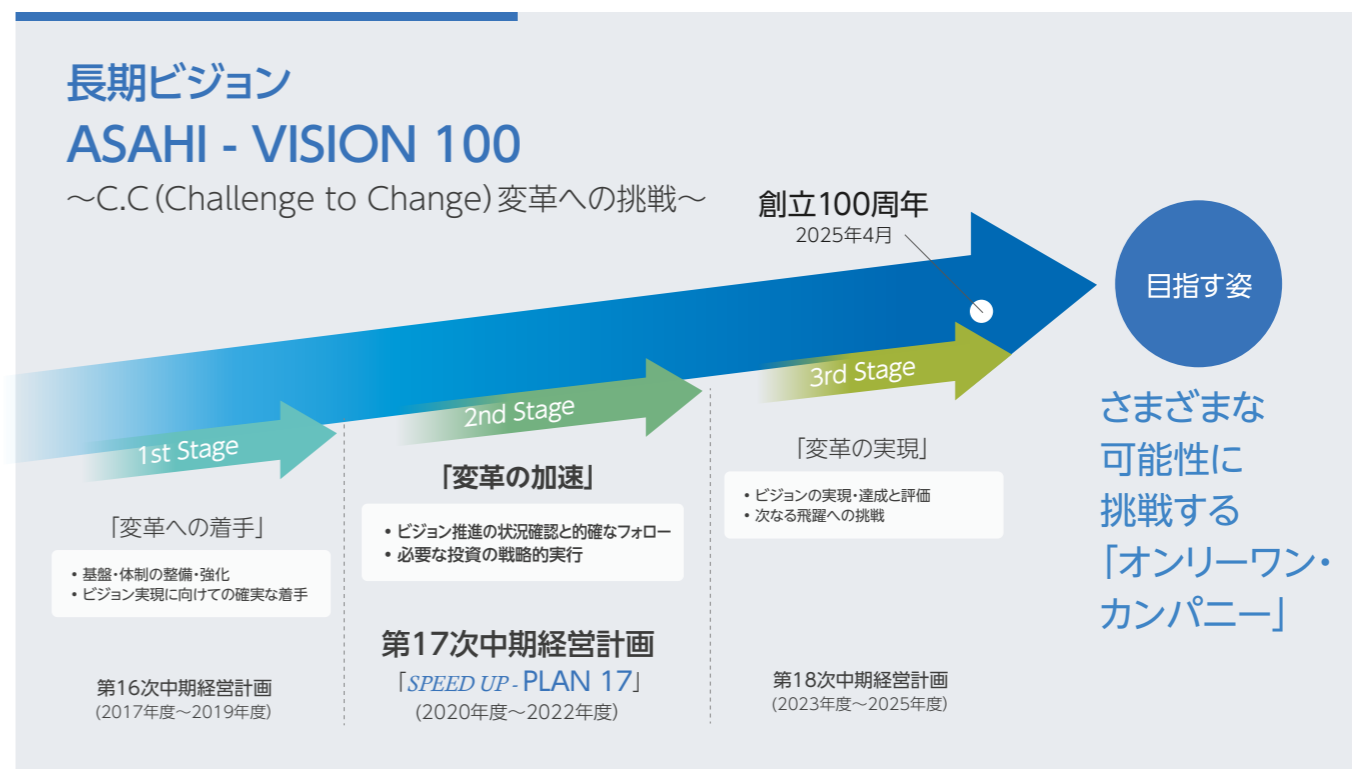 長期ビジョン
ASAHI - VISION 100
～C.C（Challenge to Change）変革への挑戦～
創立100周年
2025年4月
目指す姿
さまざまな
可能性に
挑戦する
「オンリーワン・
カンパニー」
1st Stage
「変革への着手」
• 基盤・体制の整備・強化
• ビジョン実現に向けての確実な着手
第16次中期経営計画
(2017年度～2019年度)
2nd Stage
「変革の加速」
• ビジョン推進の状況確認と的確なフォロー
• 必要な投資の戦略的実行
第17次中期経営計画
「SPEED UP - PLAN 17」
(2020年度～2022年度)
3rd Stage
「変革の実現」
• ビジョンの実現・達成と評価
• 次なる飛躍への挑戦
第18次中期経営計画
(2023年度～2025年度)